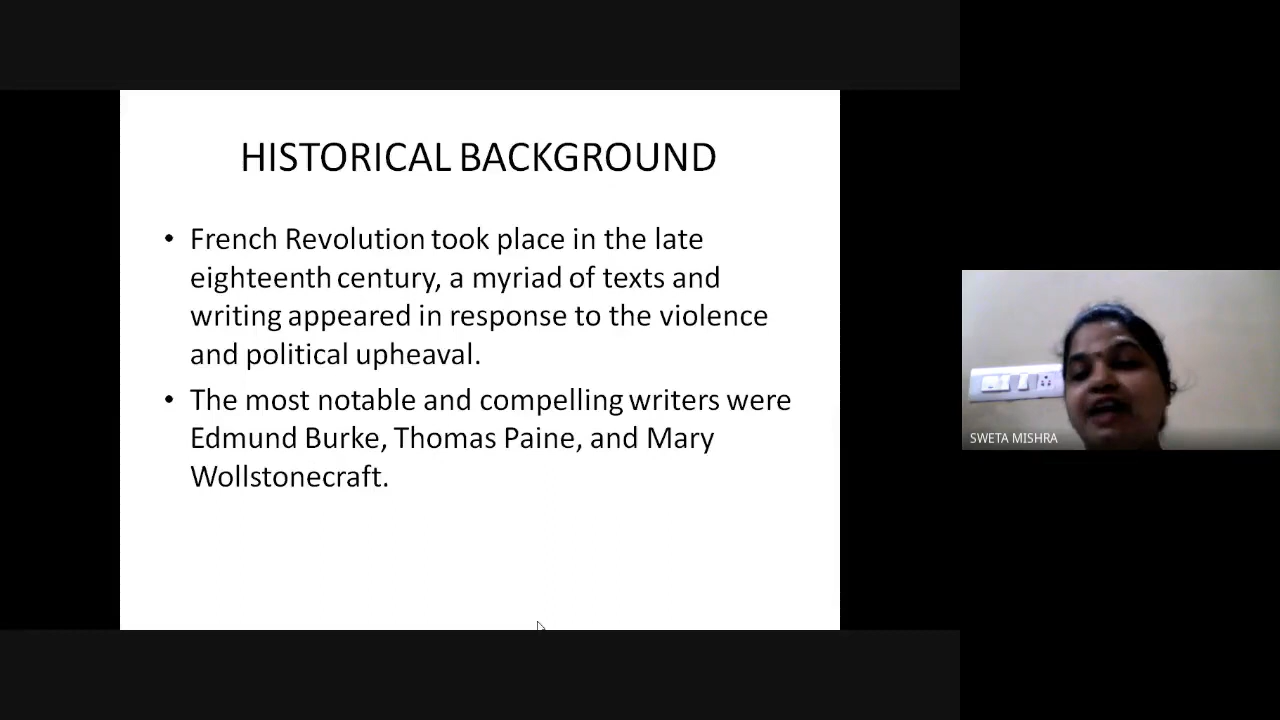 HISTORICAL BACKGROUND
• French Revolution took place in the late
eighteenth century, a myriad of texts and
writing appeared in response to the violence
and political upheaval.
• The most notable and compelling writers were
Edmund Burke, Thomas Paine, and Mary
Wollstonecraft.
SWETA MISHRA